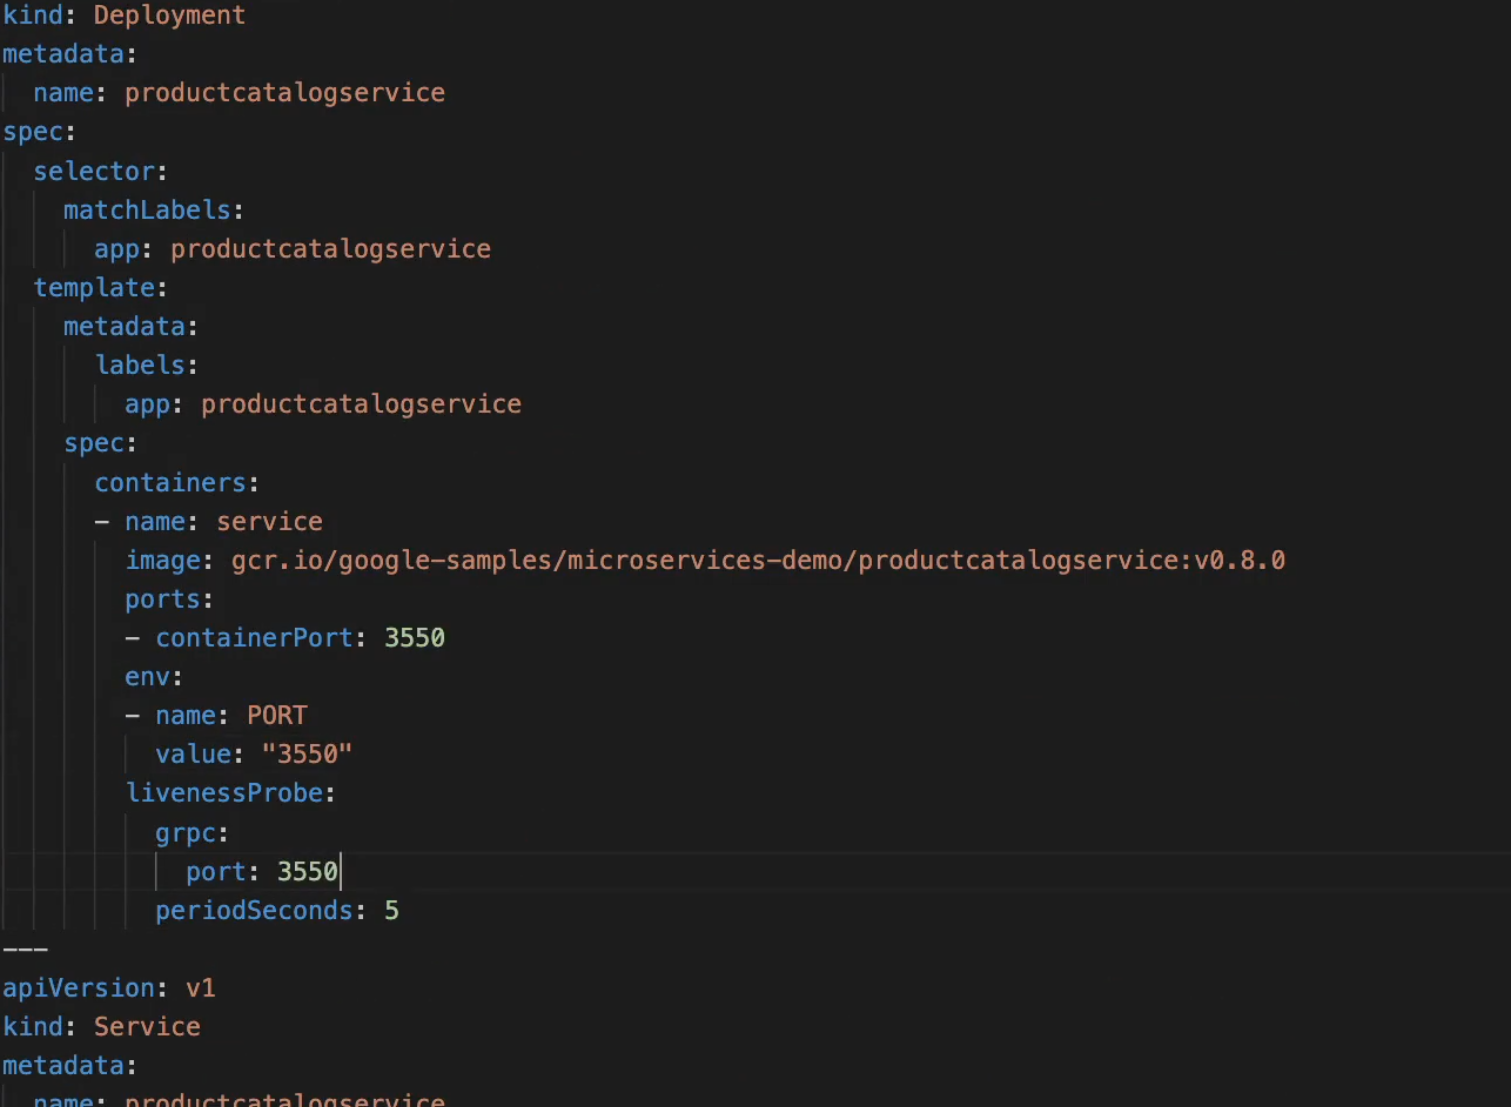 kind: Deployment
metadata:
  name: productcatalogservice
spec:
  selector:
    matchLabels:
      app: productcatalogservice
  template:
    metadata:
      labels:
        app: productcatalogservice
    spec:
      containers:
      - name: service
        image: gcr.io/google-samples/microservices-demo/productcatalogservice:v0.8.0
        ports:
        - containerPort: 3550
        env:
        - name: PORT
          value: "3550"
        livenessProbe:
          grpc:
            port: 3550
          periodSeconds: 5
---
apiVersion: v1
kind: Service
metadata:
  name: productcatalogservice